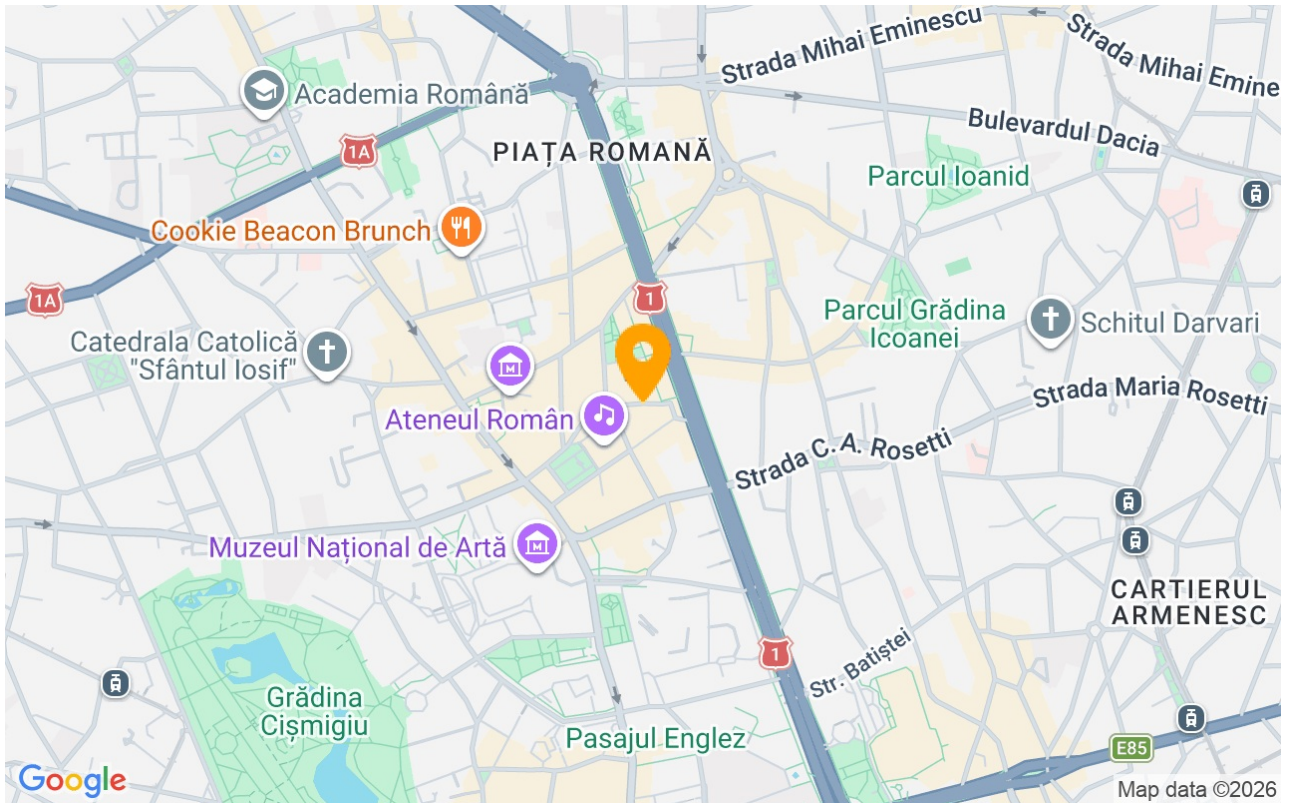 Strada Mihai Eminescu
Strada Mihai Emine
Academia Română
1A
PIAȚA ROMANĂ
Bulevardul Dacia
Parcul Ioanid
Cookie Beacon Brunch
1A
1
Parcul Grădina
Icoanei
Schitul Darvari
Catedrala Catolică
"Sfântul Iosif"
M
Strada Maria Rosetti
Ateneul Român
Strada C. A. Rosetti
Muzeul Național de Artă
M
CARTIERUL
ARMENESC
1
Str. Batiștei
Grădina
Cișmigiu
Pasajul Englez
E85
Google
Map data ©2026